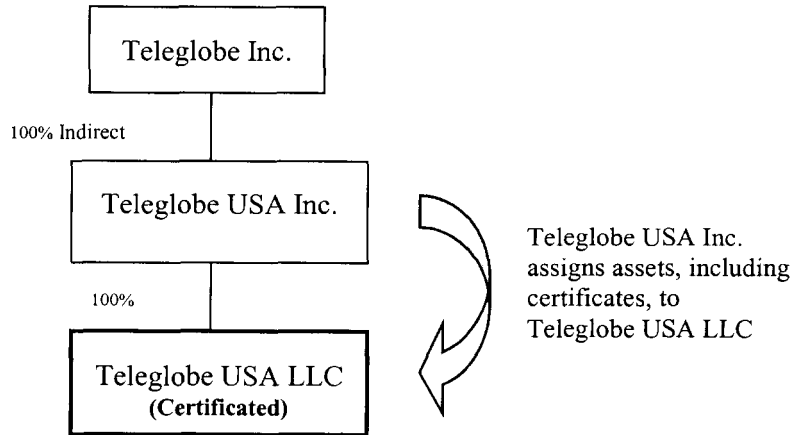 Teleglobe Inc.
100% Indirect
Teleglobe USA Inc.
Teleglobe USA Inc.
assigns assets, including
certificates, to
Teleglobe USA LLC
100%
Teleglobe USA LLC
(Certificated)